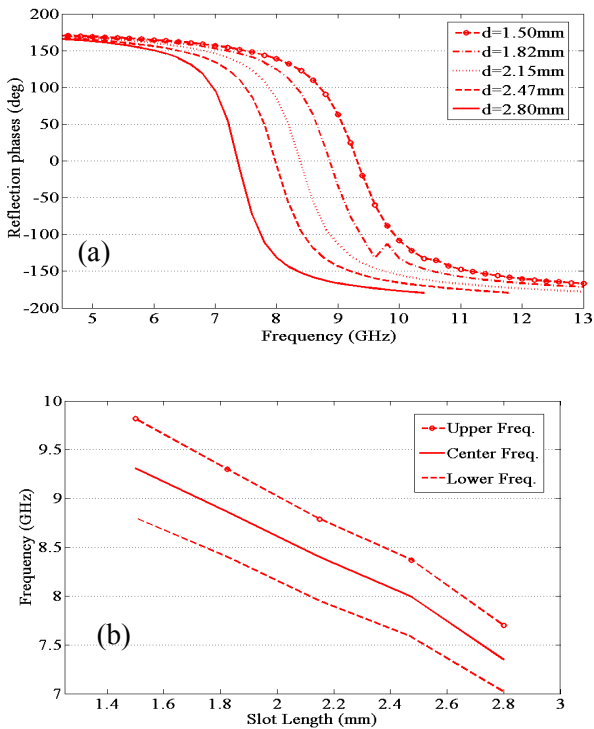 200
150
100
50
0
-50
-100
-150
-200
Reflection phases (deg)
d=1.50mm
d=1.82mm
d=2.15mm
d=2.47mm
d=2.80mm
(a)
5 6 7 8 9 10 11 12 13
Frequency (GHz)
10
9.5
9
8.5
8
7.5
7
Frequency (GHz)
Upper Freq.
Center Freq.
Lower Freq.
(b)
1.4 1.6 1.8 2 2.2 2.4 2.6 2.8 3
Slot Length (mm)